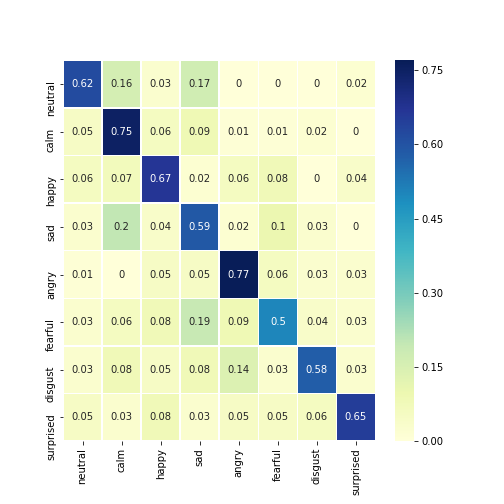 neutral 0.62 0.16 0.03 0.17 0 0 0 0.02
calm 0.05 0.75 0.06 0.09 0.01 0.01 0.02 0
happy 0.06 0.07 0.67 0.02 0.06 0.08 0 0.04
sad 0.03 0.2 0.04 0.59 0.02 0.1 0.03 0
angry 0.01 0 0.05 0.05 0.77 0.06 0.03 0.03
fearful 0.03 0.06 0.08 0.19 0.09 0.5 0.04 0.03
disgust 0.03 0.08 0.05 0.08 0.14 0.03 0.58 0.03
surprised 0.05 0.03 0.08 0.03 0.05 0.05 0.06 0.65
neutral calm happy sad angry fearful disgust surprised
0.75
0.60
0.45
0.30
0.15
0.00